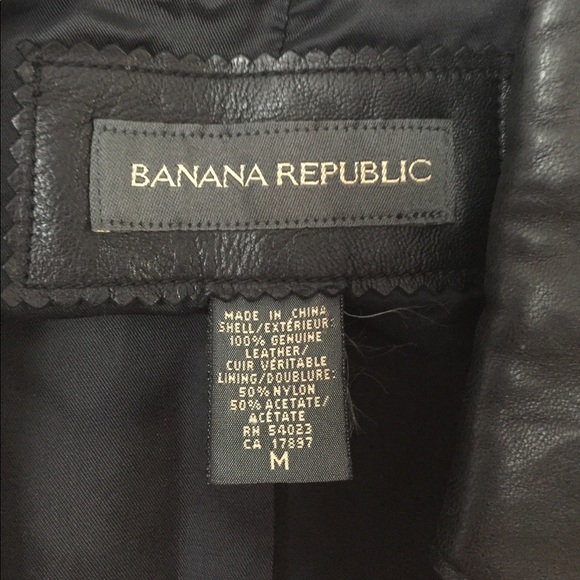 BANANA REPUBLIC
MADE IN CHINA
SHELL/EXTÉRIEUR:
100% GENUINE
LEATHER/
CUIR VÉRITABLE
LINING/DOUBLURE:
50% NYLON
50% ACETATE/
ACÉTATE
RN 54023
CA 17897
M